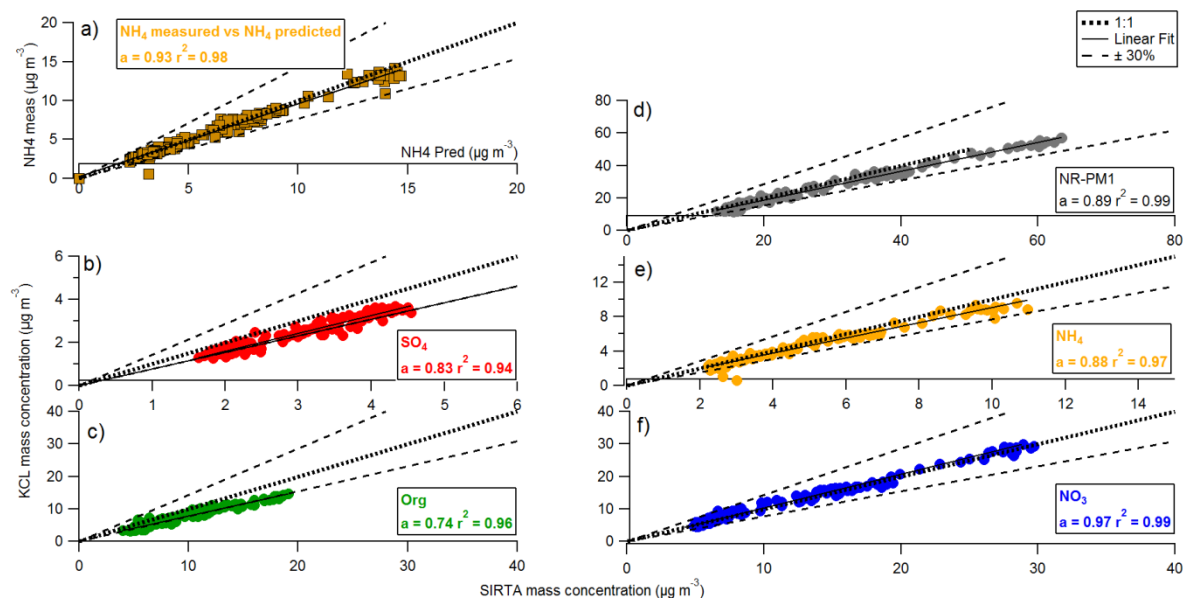 a)
NH₄ measured vs NH₄ predicted
a = 0.93 r² = 0.98
NH4 meas (µg m⁻³)
20
15
10
5
0
NH4 Pred (µg m⁻³)
5
10
15
20
1:1
Linear Fit
± 30%
d)
80
60
40
20
0
NR-PM1
a = 0.89 r² = 0.99
0
20
40
60
80
b)
6
4
2
0
SO₄
a = 0.83 r² = 0.94
0
1
2
3
4
5
6
e)
12
8
4
0
NH₄
a = 0.88 r² = 0.97
0
2
4
6
8
10
12
14
KCL mass concentration (µg m⁻³)
c)
40
30
20
10
0
Org
a = 0.74 r² = 0.96
0
10
20
30
40
f)
40
30
20
10
0
NO₃
a = 0.97 r² = 0.99
0
10
20
30
40
SIRTA mass concentration (µg m⁻³)